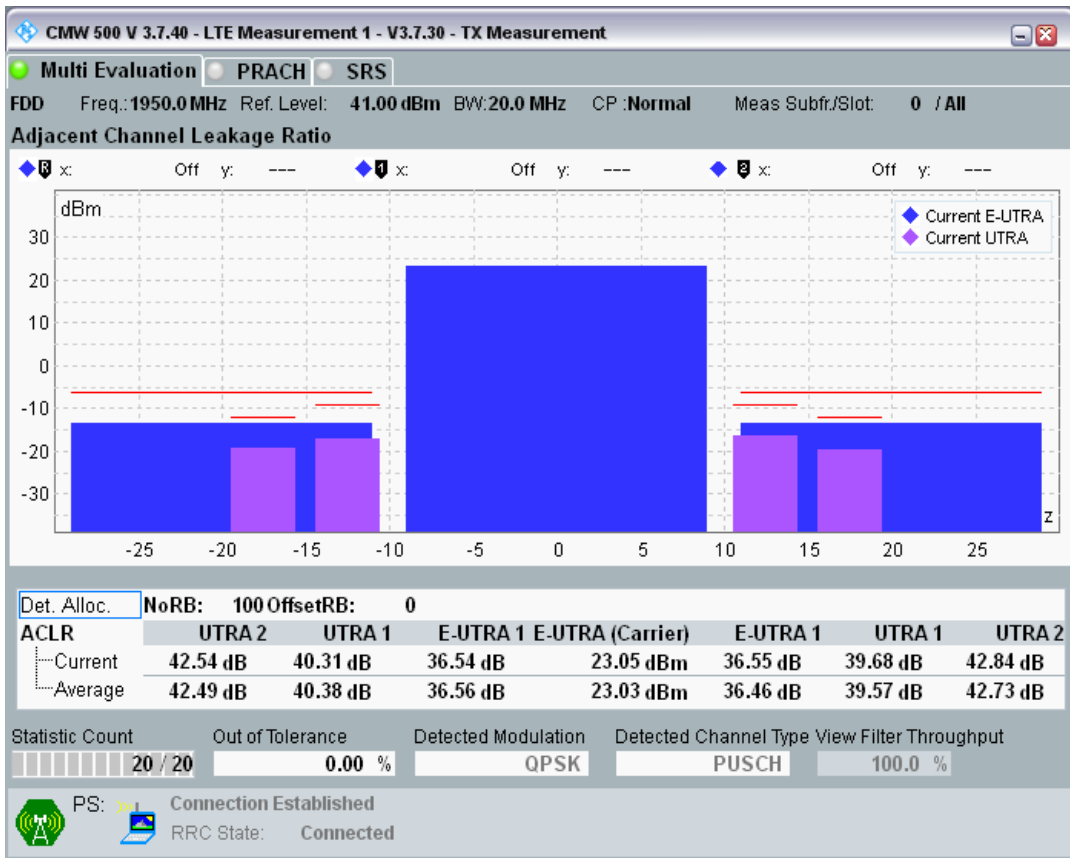 CMW 500 V 3.7.40 - LTE Measurement 1 - V3.7.30 - TX Measurement
Multi Evaluation PRACH SRS
FDD Freq.:1950.0 MHz Ref. Level: 41.00 dBm BW:20.0 MHz CP :Normal Meas Subfr./Slot: 0 / All
Adjacent Channel Leakage Ratio
R x: Off y: --- 1 x: Off y: --- 2 x: Off y: ---
dBm
Current E-UTRA
Current UTRA
30
20
10
0
-10
-20
-30
z
-25 -20 -15 -10 -5 0 5 10 15 20 25
Det. Alloc. NoRB: 100 OffsetRB: 0
ACLR UTRA 2 UTRA 1 E-UTRA 1 E-UTRA (Carrier) E-UTRA 1 UTRA 1 UTRA 2
Current 42.54 dB 40.31 dB 36.54 dB 23.05 dBm 36.55 dB 39.68 dB 42.84 dB
Average 42.49 dB 40.38 dB 36.56 dB 23.03 dBm 36.46 dB 39.57 dB 42.73 dB
Statistic Count Out of Tolerance Detected Modulation Detected Channel Type View Filter Throughput
20 / 20 0.00 % QPSK PUSCH 100.0 %
PS: Connection Established
RRC State: Connected